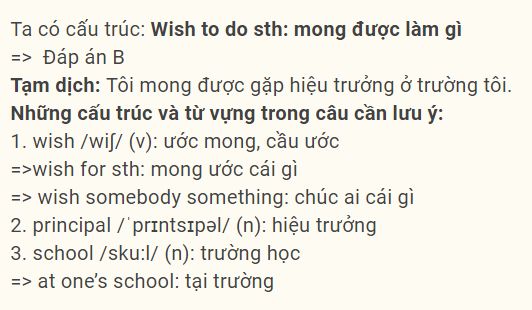 Ta có cấu trúc: Wish to do sth: mong được làm gì
=> Đáp án B
Tạm dịch: Tôi mong được gặp hiệu trưởng ở trường tôi.
Những cấu trúc và từ vựng trong câu cần lưu ý:
1. wish /wiʃ/ (v): ước mong, cầu ước
=>wish for sth: mong ước cái gì
=> wish somebody something: chúc ai cái gì
2. principal /ˈprɪntsɪpəl/ (n): hiệu trưởng
3. school /sku:l/ (n): trường học
=> at one’s school: tại trường